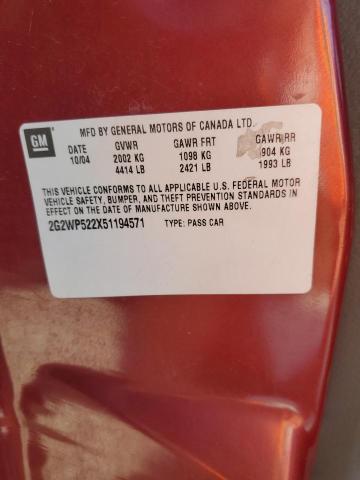 GM MFD BY GENERAL MOTORS OF CANADA LTD.
DATE GVWR GAWR FRT GAWR RR
10/04 2002 KG 1098 KG 904 KG
4414 LB 2421 LB 1993 LB
THIS VEHICLE CONFORMS TO ALL APPLICABLE U.S. FEDERAL MOTOR
VEHICLE SAFETY, BUMPER, AND THEFT PREVENTION STANDARDS IN
EFFECT ON THE DATE OF MANUFACTURE SHOWN ABOVE.
2G2WP522X51194571 TYPE: PASS CAR